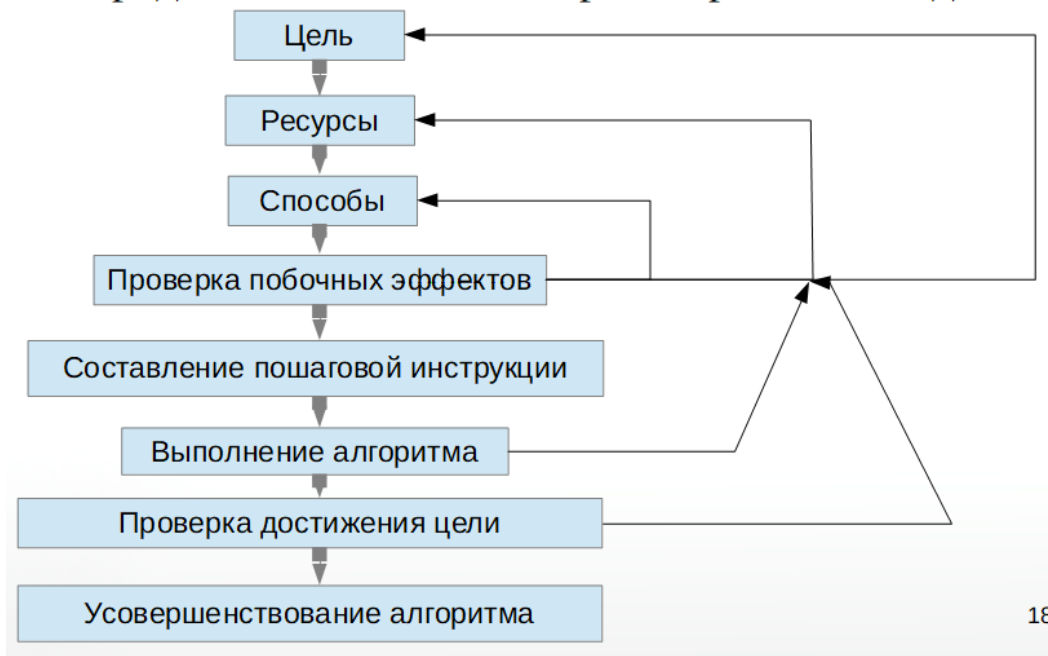 Цель
Ресурсы
Способы
Проверка побочных эффектов
Составление пошаговой инструкции
Выполнение алгоритма
Проверка достижения цели
Усовершенствование алгоритма
18